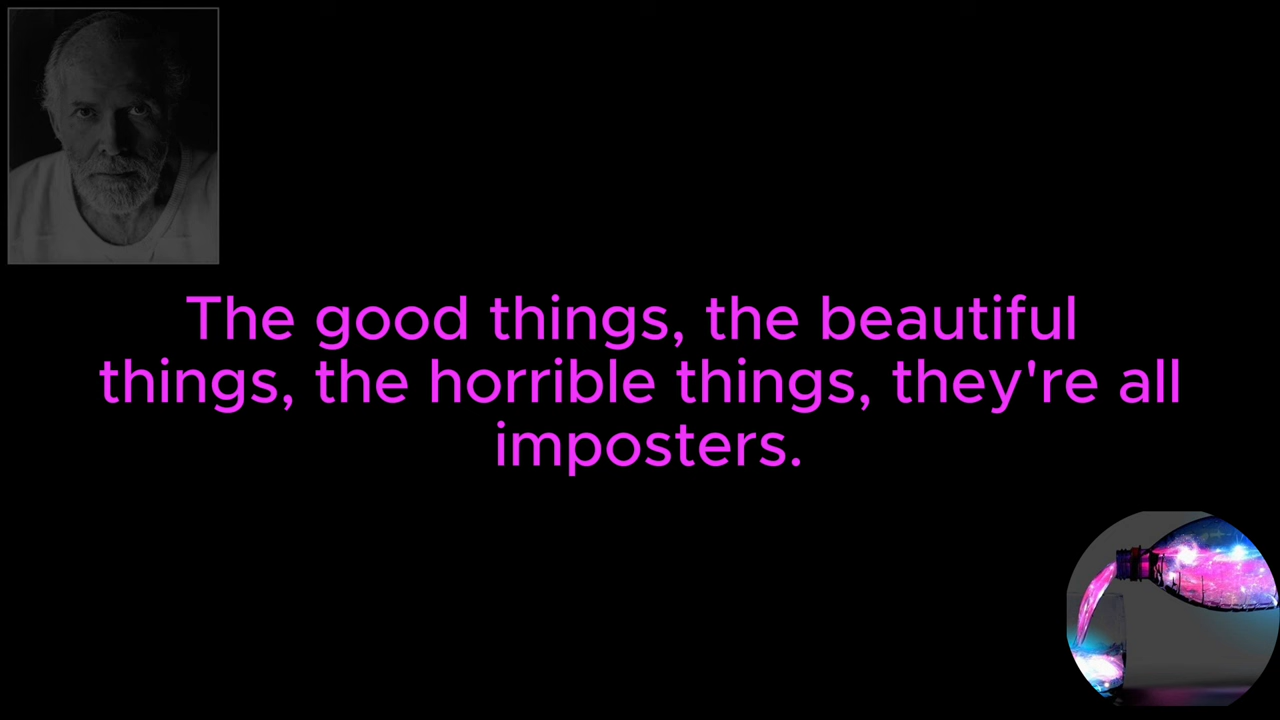 The good things, the beautiful
things, the horrible things, they're all
imposters.